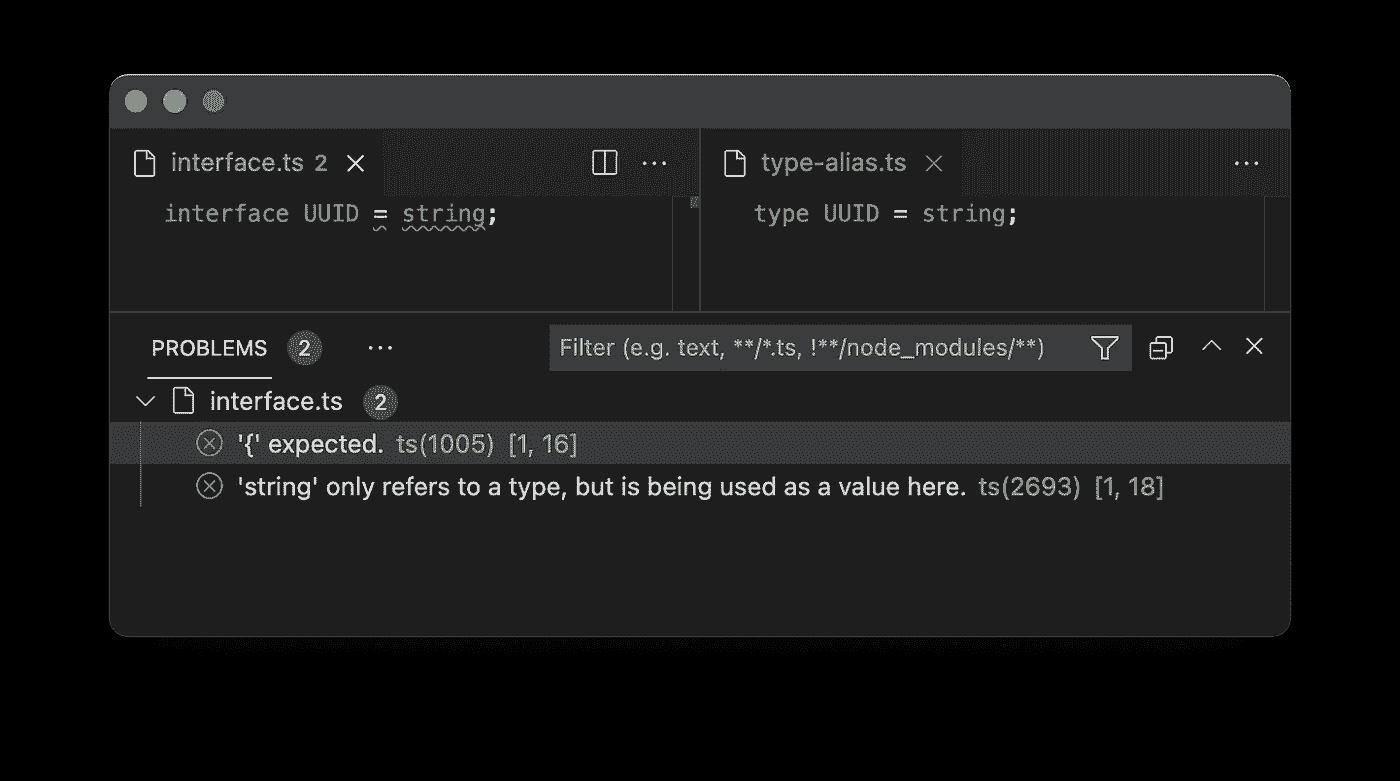 interface.ts 2
interface UUID = string;
type-alias.ts
type UUID = string;
PROBLEMS 2
Filter (e.g. text, **/*.ts, !**/node_modules/**)
interface.ts 2
'{' expected. ts(1005) [1, 16]
'string' only refers to a type, but is being used as a value here. ts(2693) [1, 18]